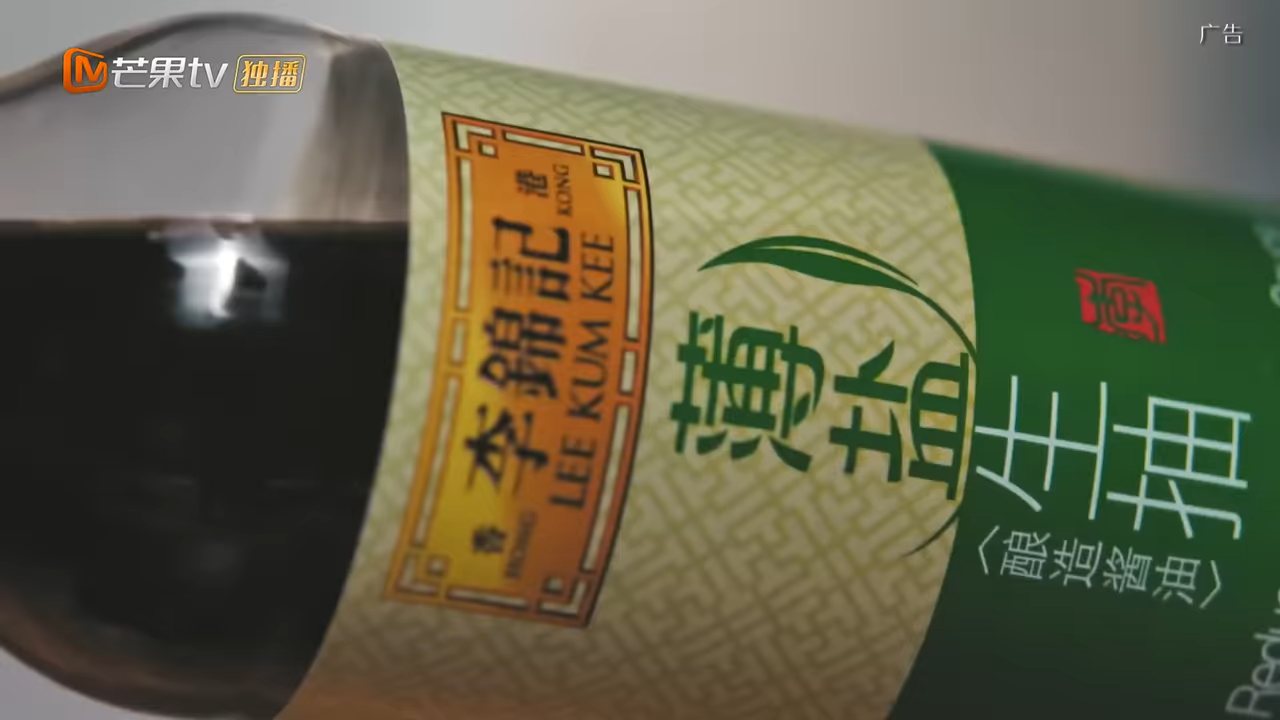 芒果tv 独播
广告
香 李錦記 港
HONG LEE KUM KEE KONG
薄盐
生抽
〈酿造酱油〉